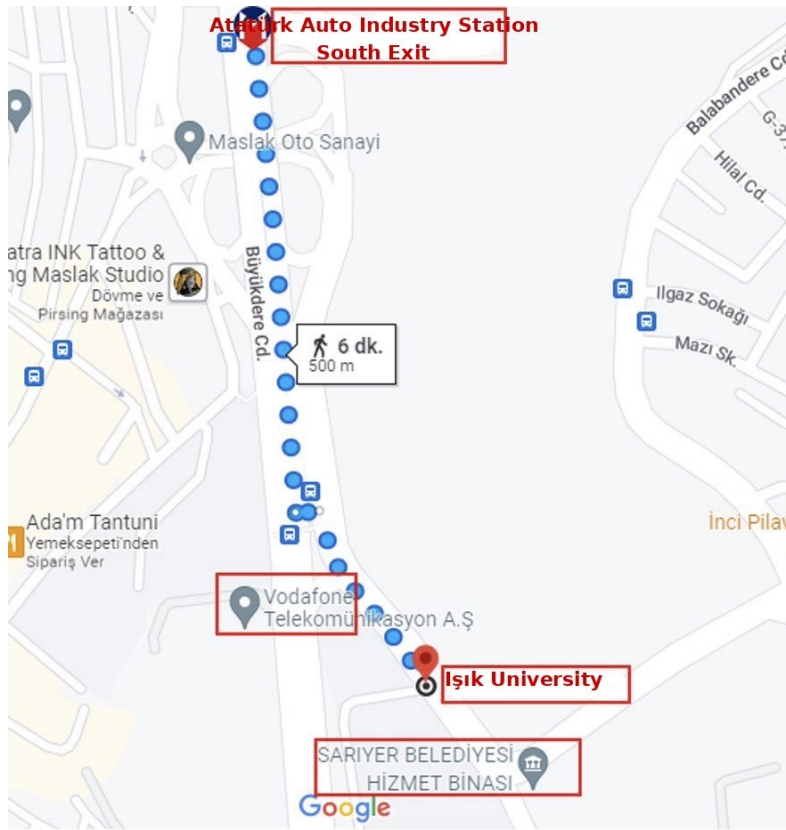 Atatürk Auto Industry Station
South Exit
Balabandere Cd
Maslak Oto Sanayi
G-37
Hilal Cd.
atra INK Tattoo &
ng Maslak Studio
Dövme ve
Pirsing Mağazası
Büyükdere Cd.
Ilgaz Sokağı
6 dk.
500 m
Mazı Sk.
Ada'm Tantuni
Yemeksepeti'nden
Sipariş Ver
İnci Pilav
Vodafone
Telekomünikasyon A.Ş
Işık University
SARIYER BELEDİYESİ
HİZMET BİNASI
Google